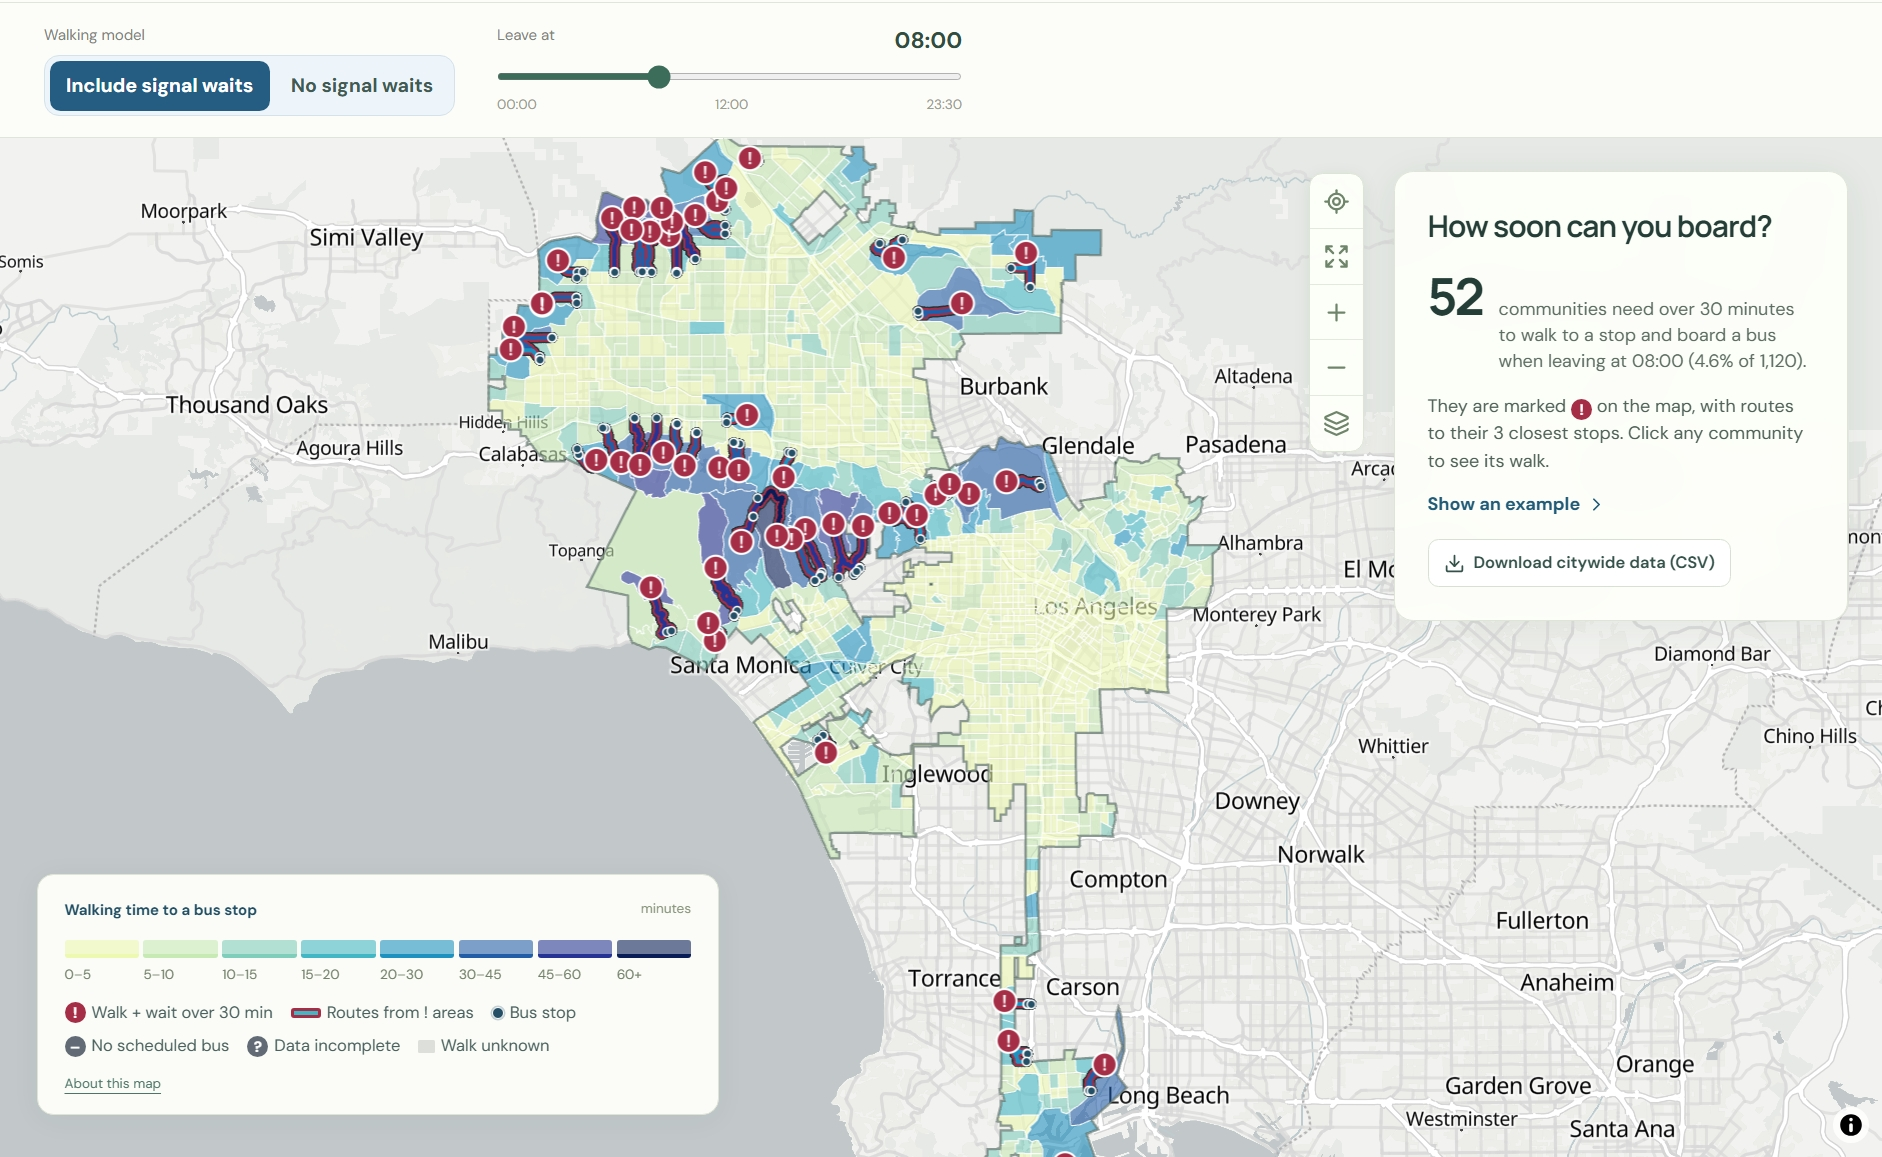 Walking model
Include signal waits
No signal waits
Leave at
08:00
00:00
12:00
23:30
Moorpark
Simi Valley
Somis
Thousand Oaks
Agoura Hills
Hidden Hills
Calabasas
Topanga
Malibu
Santa Monica
Culver City
Los Angeles
Burbank
Glendale
Pasadena
Altadena
Alhambra
Monterey Park
Inglewood
Torrance
Carson
Compton
Long Beach
Downey
Norwalk
Whittier
Diamond Bar
Chino Hills
Fullerton
Anaheim
Orange
Garden Grove
Westminster
Santa Ana
Arcad
El Mo
mont
Ch
How soon can you board?
52 communities need over 30 minutes
to walk to a stop and board a bus
when leaving at 08:00 (4.6% of 1,120).
They are marked ! on the map, with routes
to their 3 closest stops. Click any community
to see its walk.
Show an example
Download citywide data (CSV)
Walking time to a bus stop
minutes
0–5
5–10
10–15
15–20
20–30
30–45
45–60
60+
! Walk + wait over 30 min
Routes from ! areas
Bus stop
No scheduled bus
? Data incomplete
Walk unknown
About this map